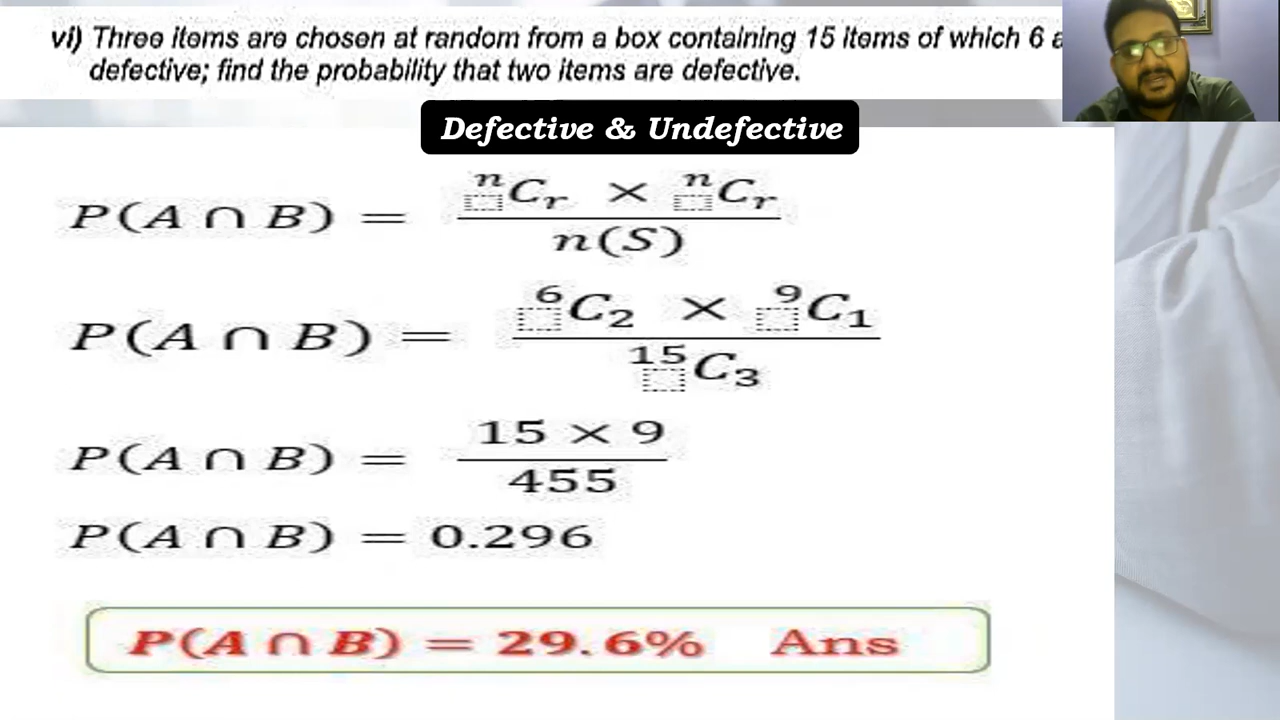 vi) Three items are chosen at random from a box containing 15 items of which 6 a
defective; find the probability that two items are defective.
Defective & Undefective
P(A ∩ B) = (ⁿCᵣ × ⁿCᵣ) / n(S)
P(A ∩ B) = (⁶C₂ × ⁹C₁) / ¹⁵C₃
P(A ∩ B) = (15 × 9) / 455
P(A ∩ B) = 0.296
P(A ∩ B) = 29.6% Ans